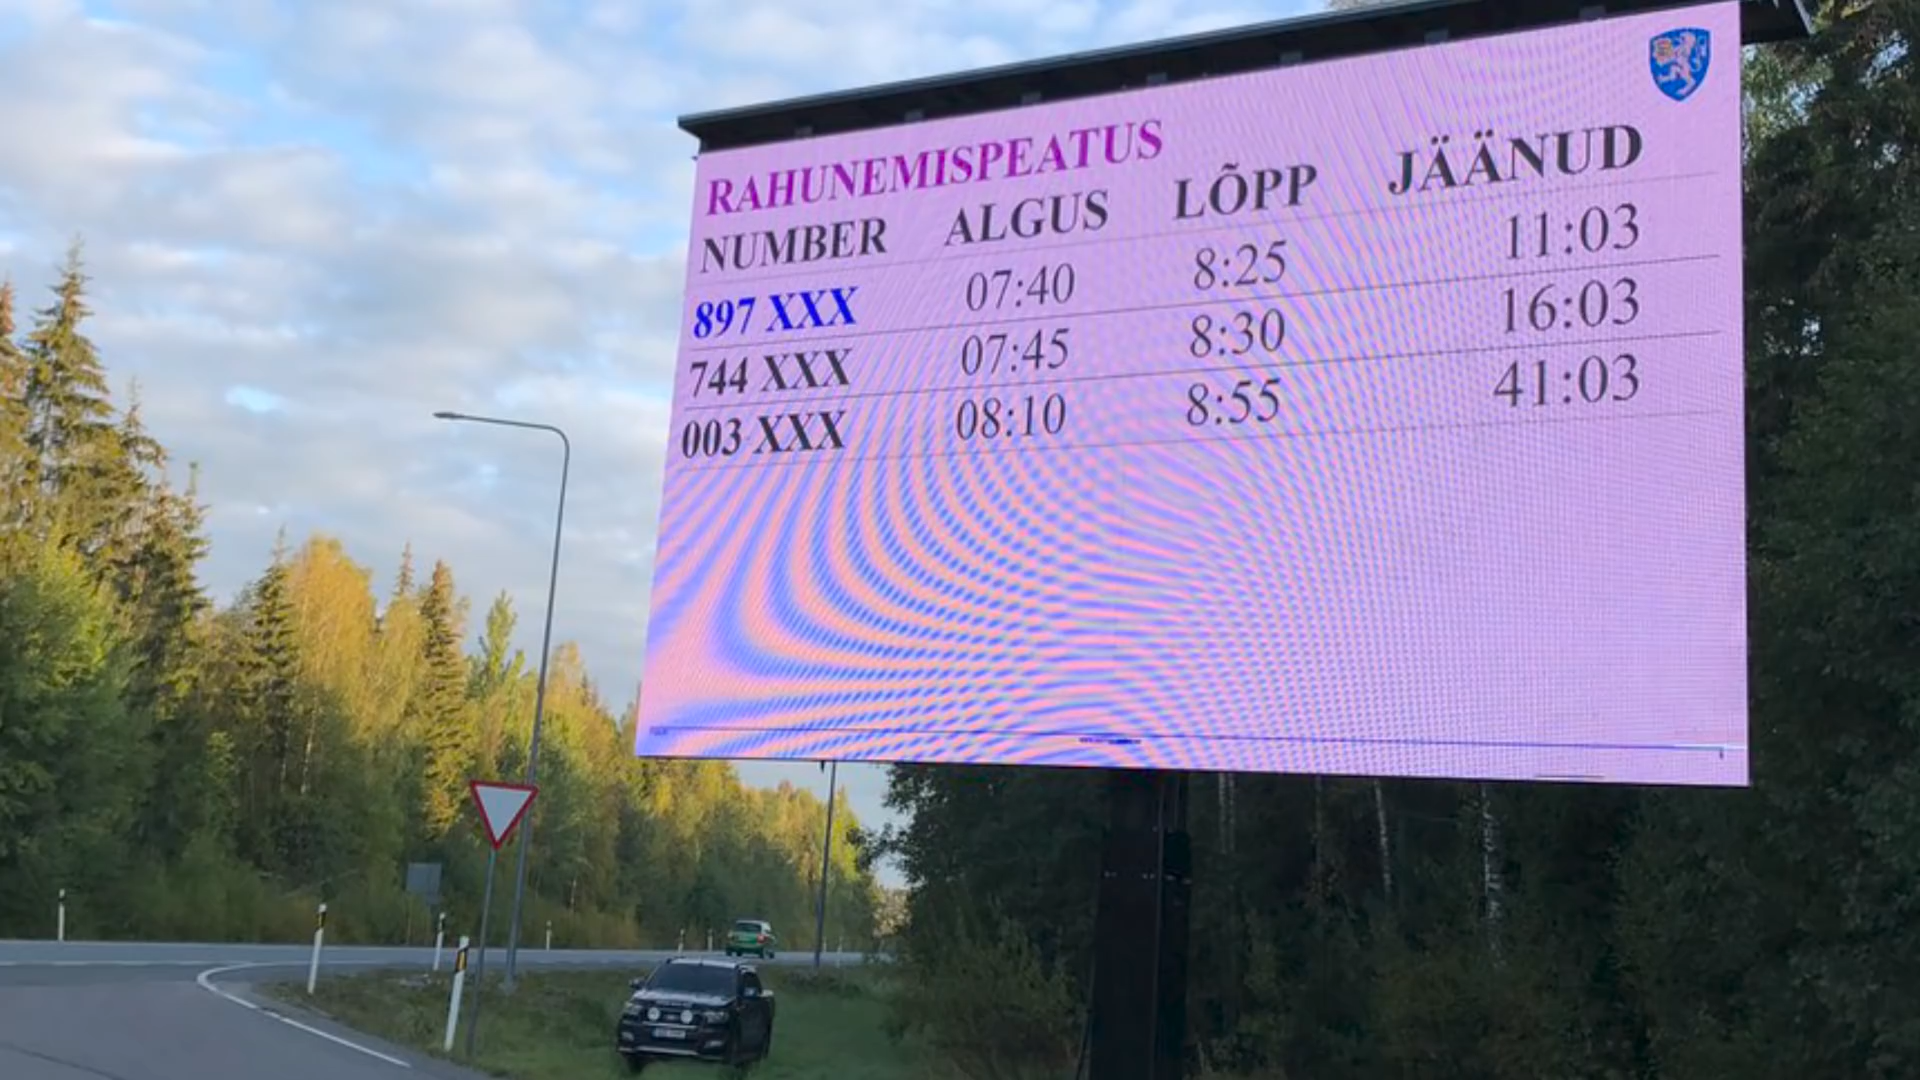 RAHUNEMISPEATUS
NUMBER ALGUS LÕPP JÄÄNUD
897 XXX 07:40 8:25 11:03
744 XXX 07:45 8:30 16:03
003 XXX 08:10 8:55 41:03